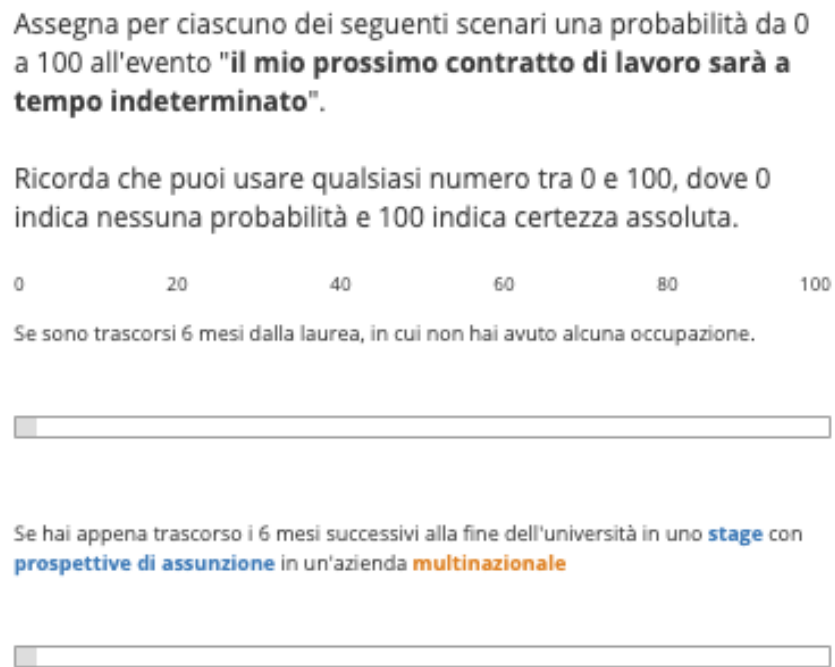 Assegna per ciascuno dei seguenti scenari una probabilità da 0
a 100 all'evento "il mio prossimo contratto di lavoro sarà a
tempo indeterminato".
Ricorda che puoi usare qualsiasi numero tra 0 e 100, dove 0
indica nessuna probabilità e 100 indica certezza assoluta.
0 20 40 60 80 100
Se sono trascorsi 6 mesi dalla laurea, in cui non hai avuto alcuna occupazione.
Se hai appena trascorso i 6 mesi successivi alla fine dell'università in uno stage con
prospettive di assunzione in un'azienda multinazionale